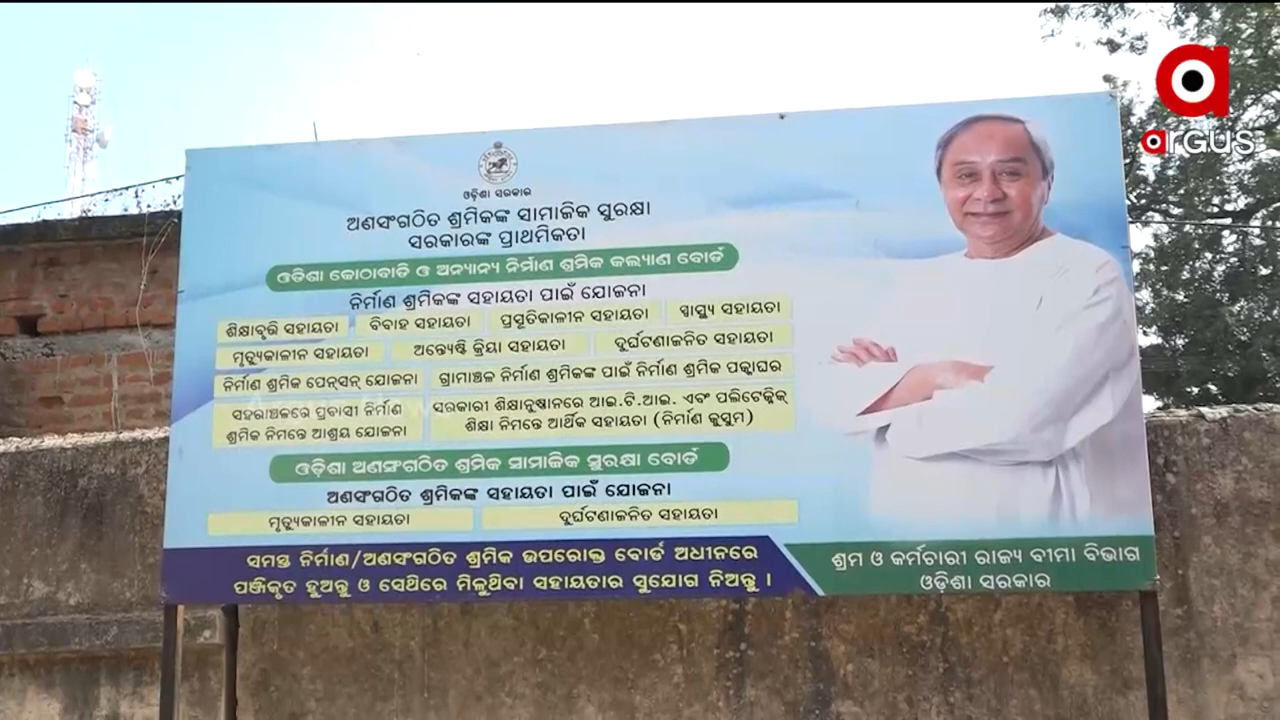 argus
ଓଡ଼ିଶା ସରକାର
ଅଣସଂଗଠିତ ଶ୍ରମିକଙ୍କ ସାମାଜିକ ସୁରକ୍ଷା
ସରକାରଙ୍କ ପ୍ରାଥମିକତା
ଓଡିଶା କୋଠାବାଡି ଓ ଅନ୍ୟାନ୍ୟ ନିର୍ମାଣ ଶ୍ରମିକ କଲ୍ୟାଣ ବୋର୍ଡ
ନିର୍ମାଣ ଶ୍ରମିକଙ୍କ ସହାୟତା ପାଇଁ ଯୋଜନା
ଶିକ୍ଷାବୃତ୍ତି ସହାୟତା ବିବାହ ସହାୟତା ପ୍ରସୂତିକାଳୀନ ସହାୟତା ସ୍ୱାସ୍ଥ୍ୟ ସହାୟତା
ମୃତ୍ୟୁକାଳୀନ ସହାୟତା ଅନ୍ତ୍ୟେଷ୍ଟି କ୍ରିୟା ସହାୟତା ଦୁର୍ଘଟଣାଜନିତ ସହାୟତା
ନିର୍ମାଣ ଶ୍ରମିକ ପେନ୍‌ସନ୍ ଯୋଜନା ଗ୍ରାମାଞ୍ଚଳ ନିର୍ମାଣ ଶ୍ରମିକଙ୍କ ପାଇଁ ନିର୍ମାଣ ଶ୍ରମିକ ପକ୍କାଘର
ସହରାଞ୍ଚଳରେ ପ୍ରବାସୀ ନିର୍ମାଣ
ଶ୍ରମିକ ନିମନ୍ତେ ଆଶ୍ରୟ ଯୋଜନା
ସରକାରୀ ଶିକ୍ଷାନୁଷ୍ଠାନରେ ଆଇ.ଟି.ଆଇ. ଏବଂ ପଲିଟେକ୍ନିକ୍
ଶିକ୍ଷା ନିମନ୍ତେ ଆର୍ଥିକ ସହାୟତା (ନିର୍ମାଣ କୁସୁମ)
ଓଡ଼ିଶା ଅଣସଂଗଠିତ ଶ୍ରମିକ ସାମାଜିକ ସୁରକ୍ଷା ବୋର୍ଡ
ଅଣସଂଗଠିତ ଶ୍ରମିକଙ୍କ ସହାୟତା ପାଇଁ ଯୋଜନା
ମୃତ୍ୟୁକାଳୀନ ସହାୟତା ଦୁର୍ଘଟଣାଜନିତ ସହାୟତା
ସମସ୍ତ ନିର୍ମାଣ/ଅଣସଂଗଠିତ ଶ୍ରମିକ ଉପରୋକ୍ତ ବୋର୍ଡ ଅଧୀନରେ
ପଞ୍ଜିକୃତ ହୁଅନ୍ତୁ ଓ ସେଥିରେ ମିଳୁଥିବା ସହାୟତାର ସୁଯୋଗ ନିଅନ୍ତୁ ।
ଶ୍ରମ ଓ କର୍ମଚାରୀ ରାଜ୍ୟ ବୀମା ବିଭାଗ
ଓଡ଼ିଶା ସରକାର